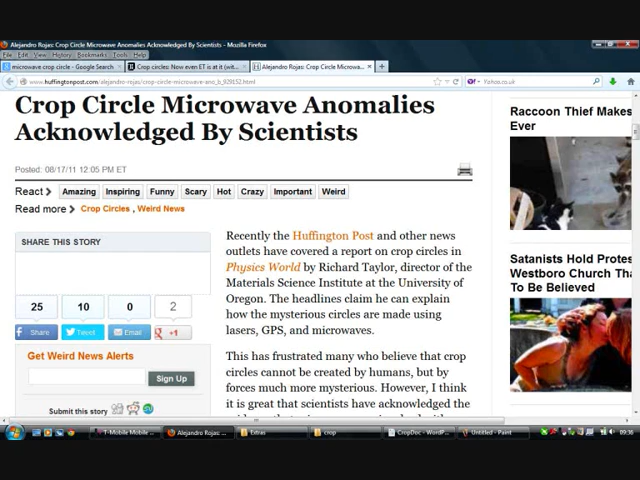 Alejandro Rojas: Crop Circle Microwave Anomalies Acknowledged By Scientists - Mozilla Firefox
File Edit View History Bookmarks Tools Help
microwave crop circle - Google Search
Crop circles: Now even ET is at it (wit...
Alejandro Rojas: Crop Circle Microwa...
www.huffingtonpost.com/alejandro-rojas/crop-circle-microwave-ano_b_929152.html
Yahoo.co.uk
Crop Circle Microwave Anomalies
Acknowledged By Scientists
Posted: 08/17/11 12:05 PM ET
React
Amazing Inspiring Funny Scary Hot Crazy Important Weird
Read more
Crop Circles , Weird News
SHARE THIS STORY
25 10 0 2
Share Tweet Email +1
Get Weird News Alerts
Sign Up
Submit this story
Recently the Huffington Post and other news
outlets have covered a report on crop circles in
Physics World by Richard Taylor, director of the
Materials Science Institute at the University of
Oregon. The headlines claim he can explain
how the mysterious circles are made using
lasers, GPS, and microwaves.
This has frustrated many who believe that crop
circles cannot be created by humans, but by
forces much more mysterious. However, I think
it is great that scientists have acknowledged the
Raccoon Thief Makes
Ever
Satanists Hold Protes
Westboro Church Tha
To Be Believed
T-Mobile Mobile ...
Alejandro Rojas: ...
Extras
crop
CropDoc - WordP...
Untitled - Paint
09:36